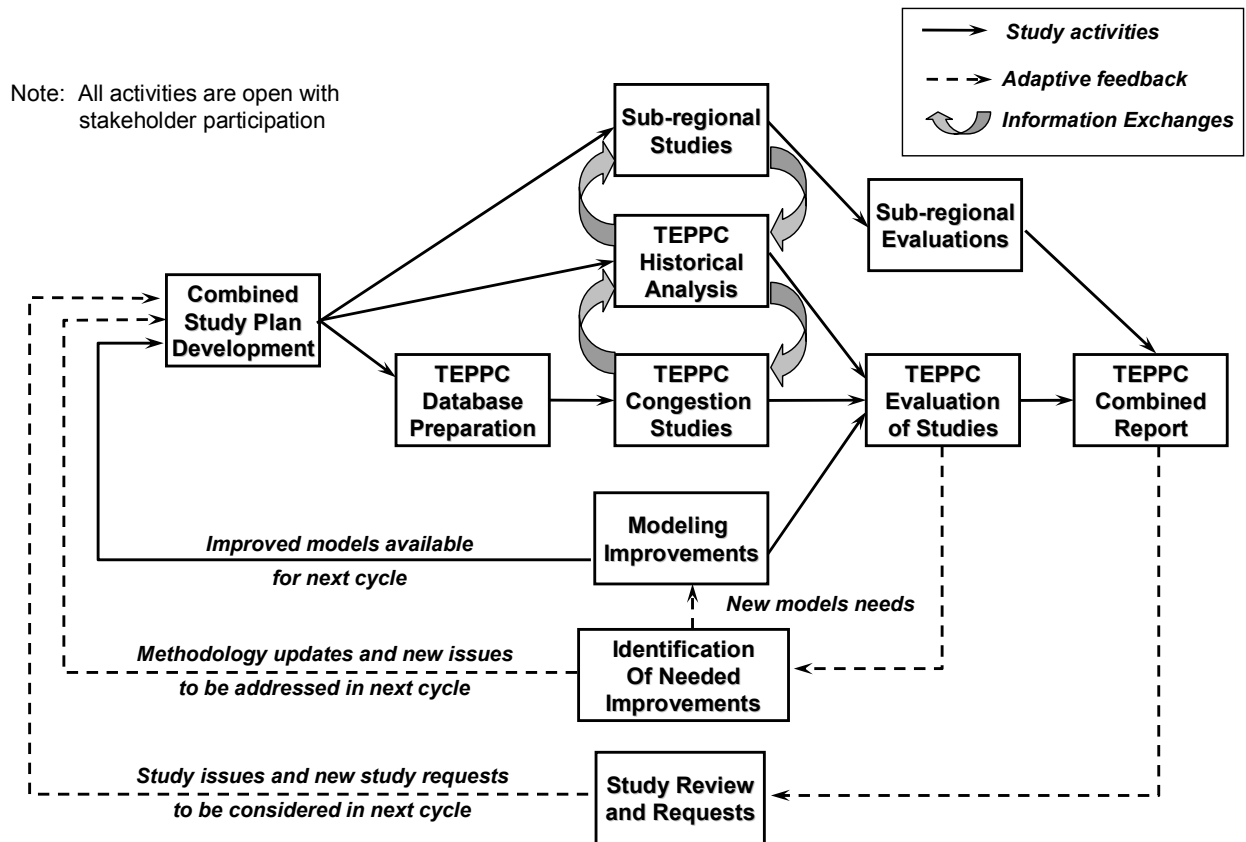 Note: All activities are open with
stakeholder participation
Study activities
Adaptive feedback
Information Exchanges
Sub-regional
Studies
Sub-regional
Evaluations
TEPPC
Historical
Analysis
Combined
Study Plan
Development
TEPPC
Database
Preparation
TEPPC
Congestion
Studies
TEPPC
Evaluation
of Studies
TEPPC
Combined
Report
Modeling
Improvements
Improved models available
for next cycle
New models needs
Identification
Of Needed
Improvements
Methodology updates and new issues
to be addressed in next cycle
Study issues and new study requests
to be considered in next cycle
Study Review
and Requests